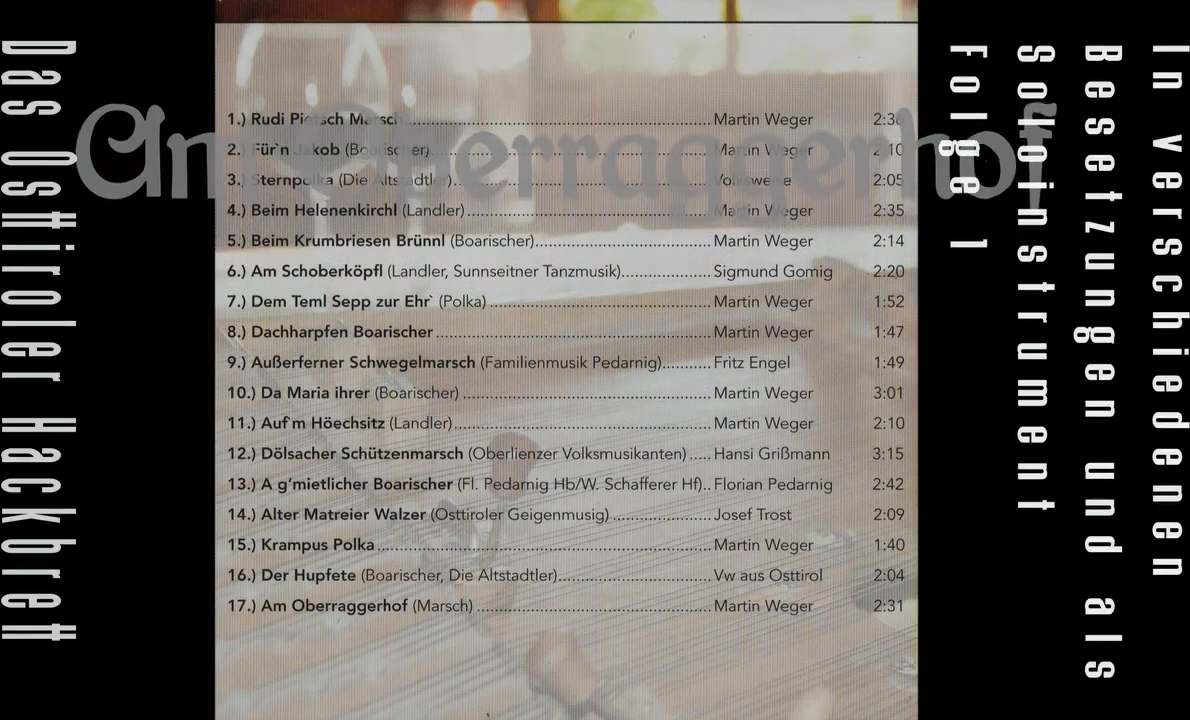 Das Osttiroler Hackbrett
Am Oberraggerhof
1.) Rudi Pietsch Marsch Martin Weger 2:36
2.) Für`n Jakob (Boarischer) Martin Weger 2:10
3.) Sternpolka (Die Altstadtler) Volksweise 2:05
4.) Beim Helenenkirchl (Landler) Martin Weger 2:35
5.) Beim Krumbriesen Brünnl (Boarischer) Martin Weger 2:14
6.) Am Schoberköpfl (Landler, Sunnseitner Tanzmusik) Sigmund Gomig 2:20
7.) Dem Teml Sepp zur Ehr` (Polka) Martin Weger 1:52
8.) Dachharpfen Boarischer Martin Weger 1:47
9.) Außerferner Schwegelmarsch (Familienmusik Pedarnig) Fritz Engel 1:49
10.) Da Maria ihrer (Boarischer) Martin Weger 3:01
11.) Auf`m Höechsitz (Landler) Martin Weger 2:10
12.) Dölsacher Schützenmarsch (Oberlienzer Volksmusikanten) Hansi Grißmann 3:15
13.) A g'mietlicher Boarischer (Fl. Pedarnig Hb/W. Schafferer Hf) Florian Pedarnig 2:42
14.) Alter Matreier Walzer (Osttiroler Geigenmusig) Josef Trost 2:09
15.) Krampus Polka Martin Weger 1:40
16.) Der Hupfete (Boarischer, Die Altstadtler) Vw aus Osttirol 2:04
17.) Am Oberraggerhof (Marsch) Martin Weger 2:31
In verschiedenen
Besetzungen und als
Soloinstrument
Folge 1